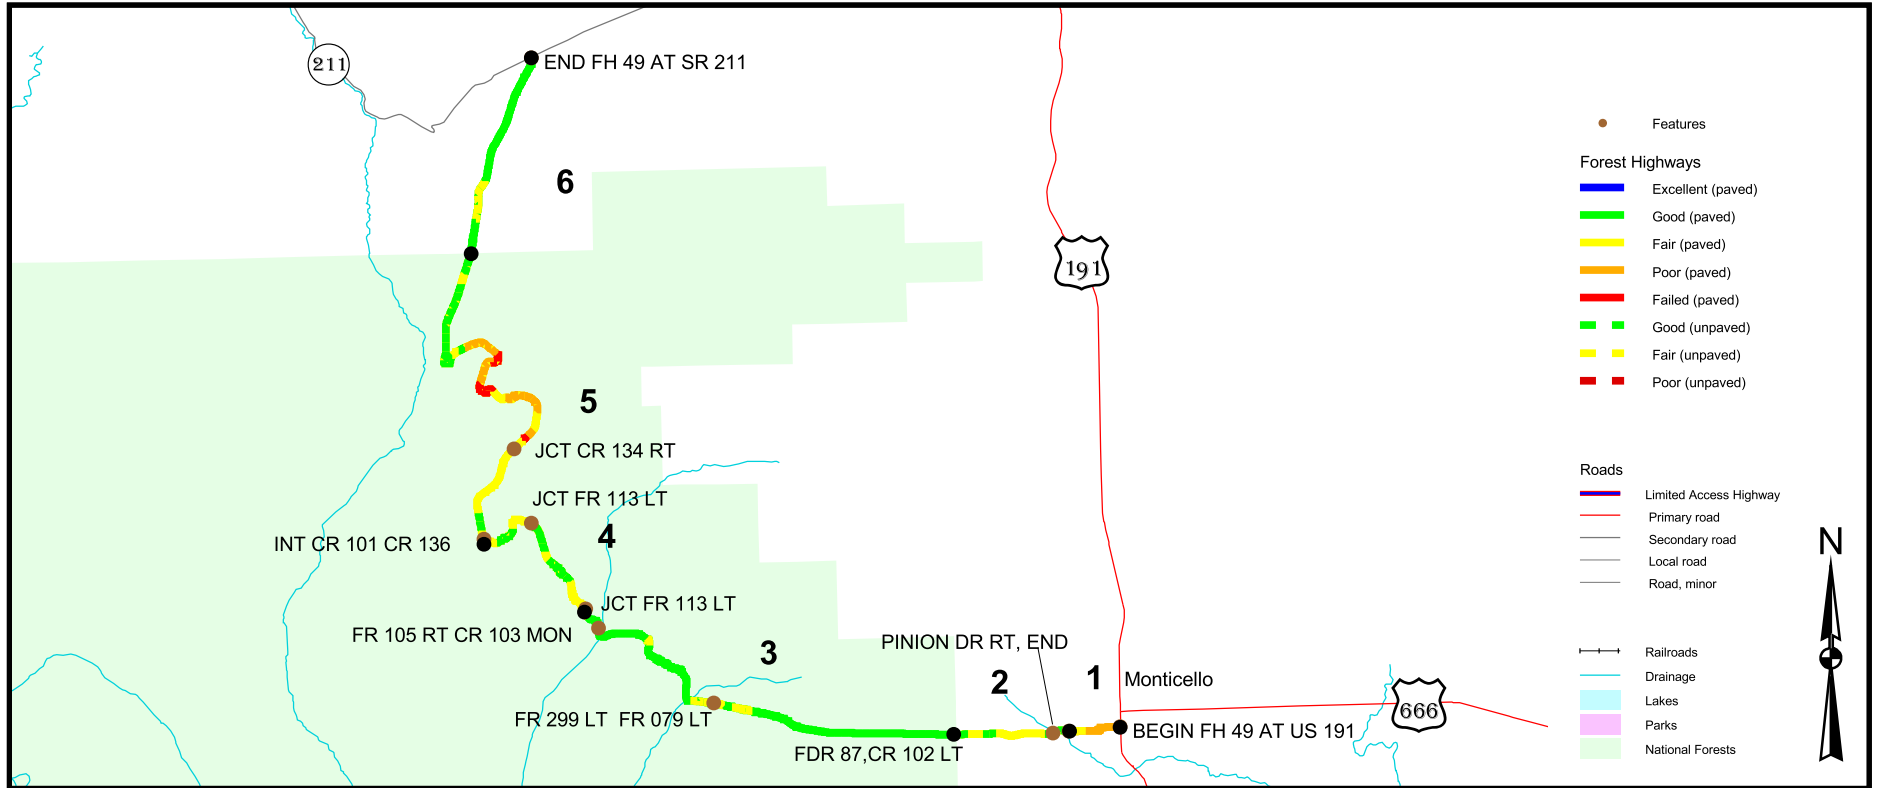 211
END FH 49 AT SR 211
6
191
5
JCT CR 134 RT
JCT FR 113 LT
4
INT CR 101 CR 136
JCT FR 113 LT
FR 105 RT CR 103 MON
3
PINION DR RT, END
2
1
Monticello
FR 299 LT FR 079 LT
666
BEGIN FH 49 AT US 191
FDR 87,CR 102 LT
Features
Forest Highways
Excellent (paved)
Good (paved)
Fair (paved)
Poor (paved)
Failed (paved)
Good (unpaved)
Fair (unpaved)
Poor (unpaved)
Roads
Limited Access Highway
Primary road
Secondary road
Local road
Road, minor
N
Railroads
Drainage
Lakes
Parks
National Forests